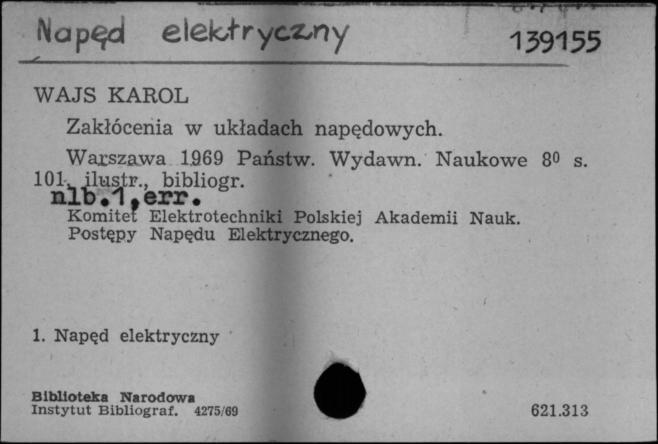 Napęd elektryczny 139155
WAJS KAROL
Zakłócenia w układach napędowych.
Warszawa 1969 Państw. Wydawn. Naukowe 8⁰ s.
101, ilustr., bibliogr.
nlb.1,err.
Komitet Elektrotechniki Polskiej Akademii Nauk.
Postępy Napędu Elektrycznego.
1. Napęd elektryczny
Biblioteka Narodowa
Instytut Bibliograf. 4275/69
621.313